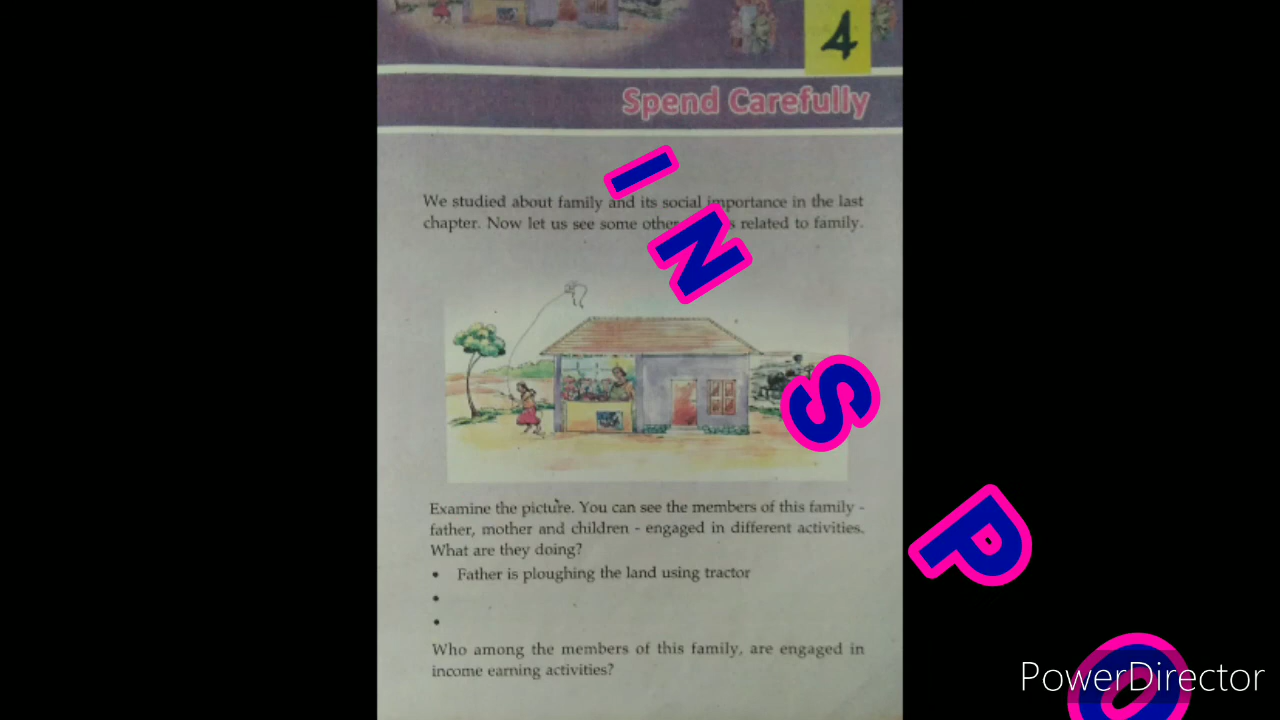 4
Spend Carefully
We studied about family and its social importance in the last
chapter. Now let us see some other related to family.
Examine the picture. You can see the members of this family -
father, mother and children - engaged in different activities.
What are they doing?
• Father is ploughing the land using tractor
•
•
Who among the members of this family, are engaged in
income earning activities?
I
N
S
P
O
PowerDirector